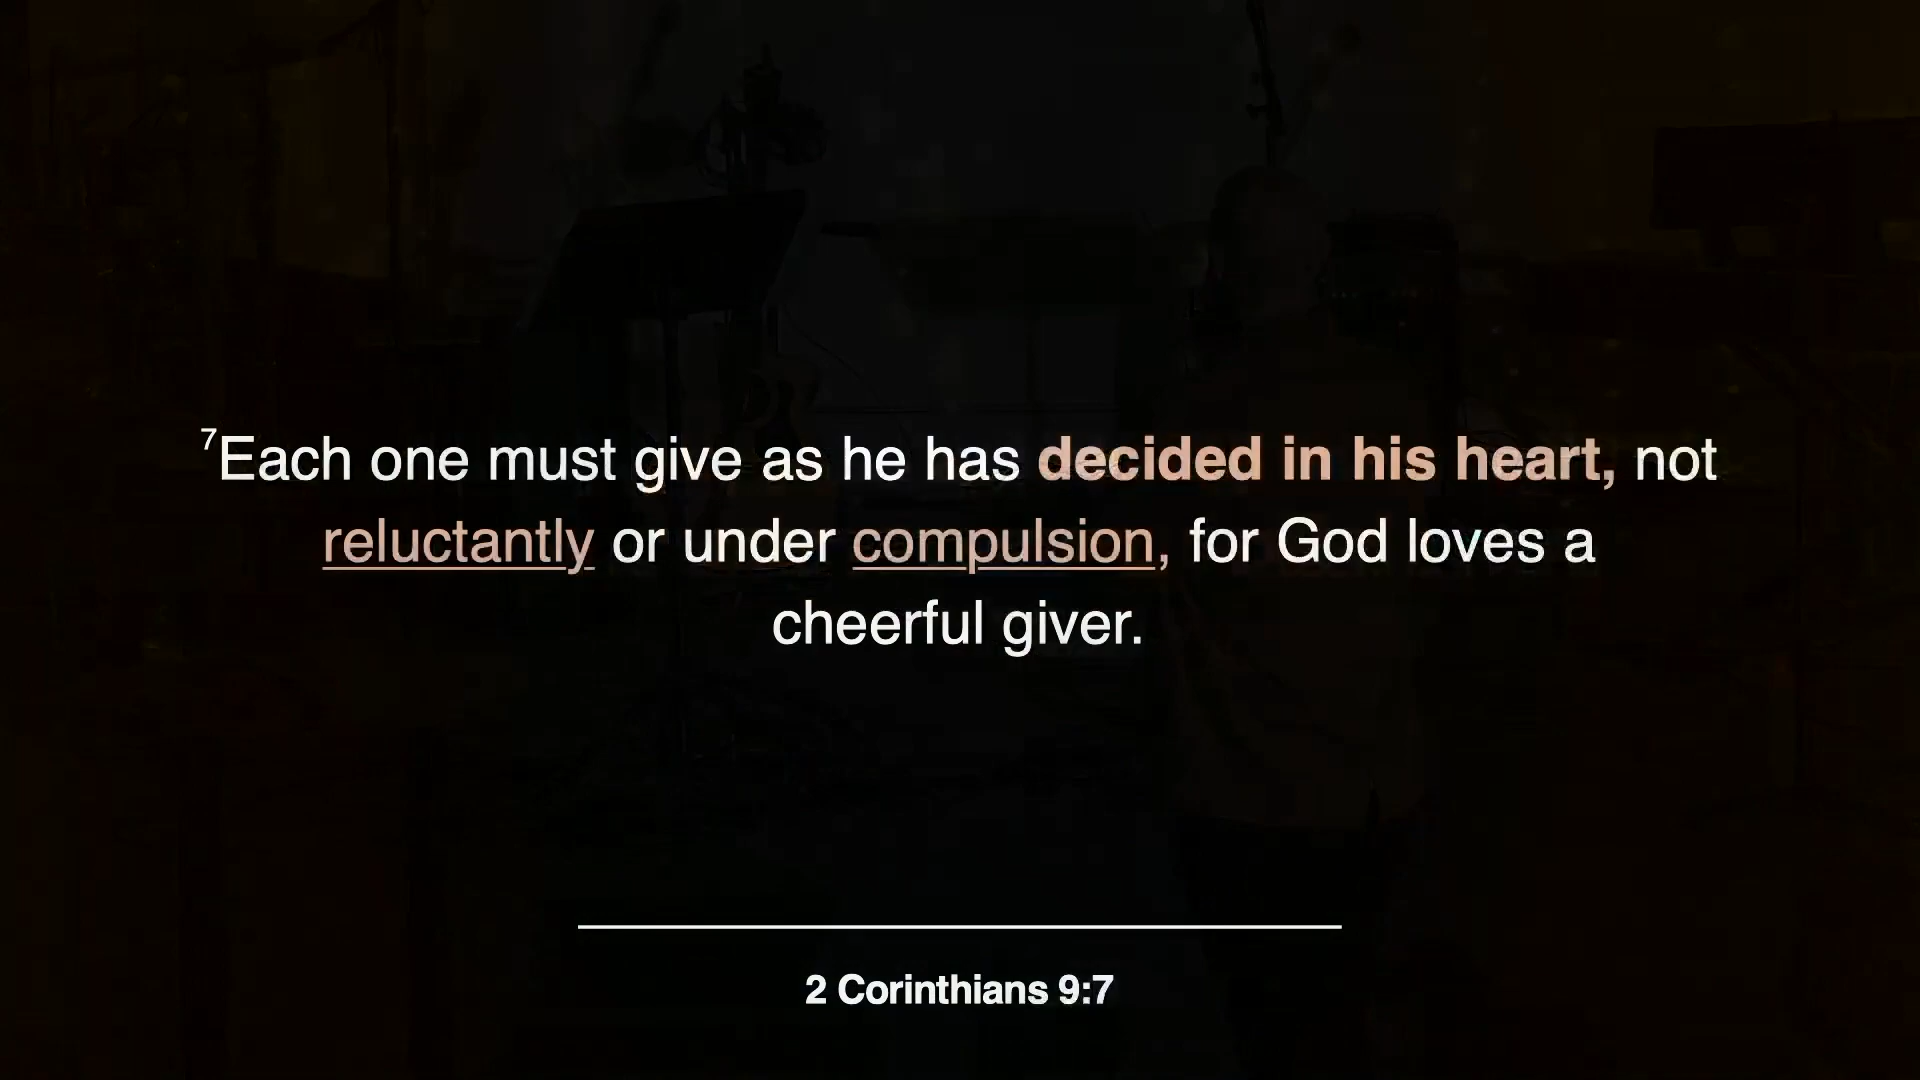 ⁷Each one must give as he has decided in his heart, not
reluctantly or under compulsion, for God loves a
cheerful giver.
2 Corinthians 9:7